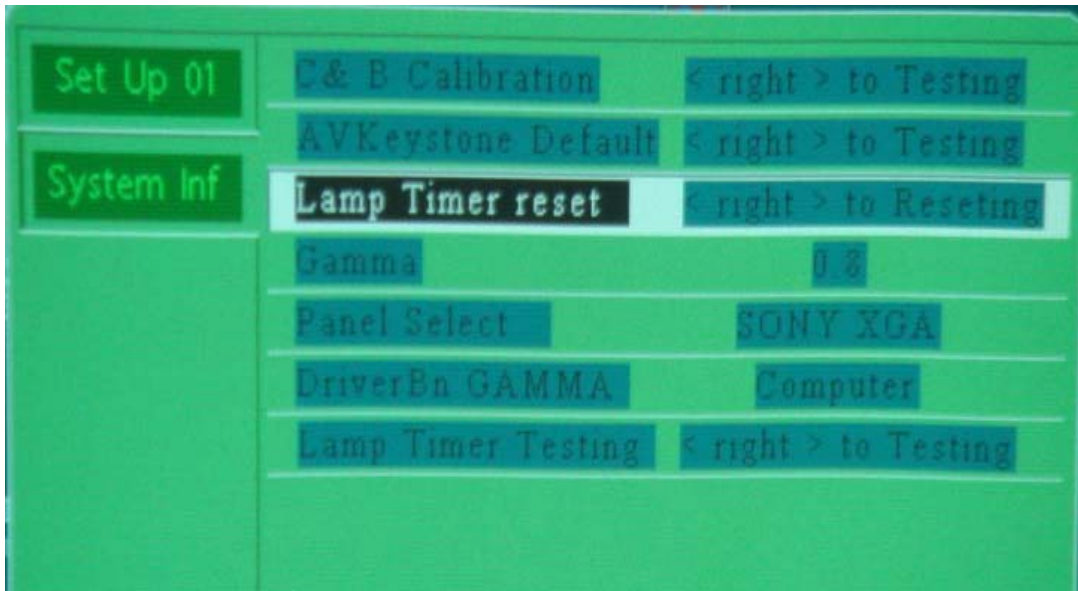 Set Up 01
System Inf
C & B Calibration < right > to Testing
AVKeystone Default < right > to Testing
Lamp Timer reset < right > to Reseting
Gamma 0.8
Panel Select SONY XGA
DriverBn GAMMA Computer
Lamp Timer Testing < right > to Testing